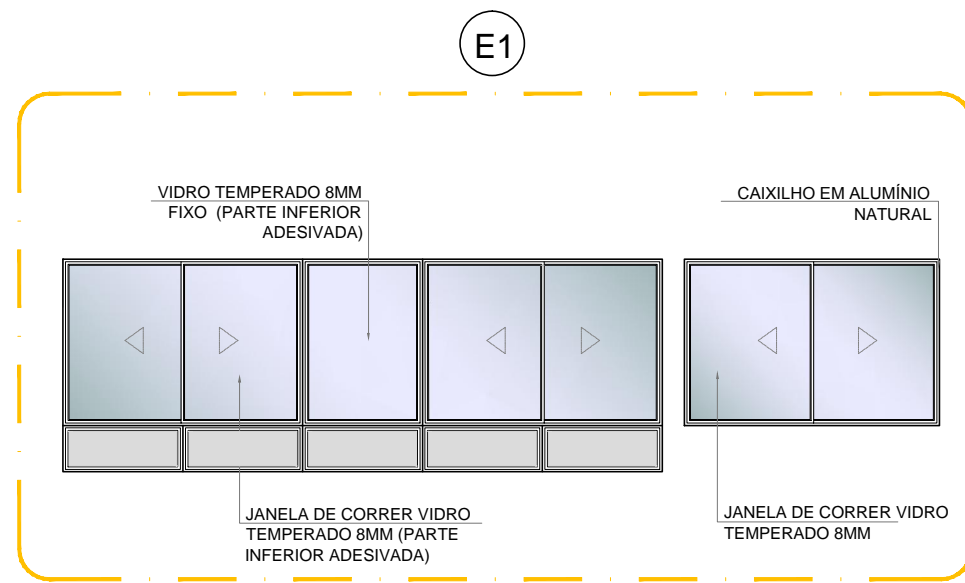 E1
VIDRO TEMPERADO 8MM
FIXO (PARTE INFERIOR
ADESIVADA)
CAIXILHO EM ALUMÍNIO
NATURAL
JANELA DE CORRER VIDRO
TEMPERADO 8MM (PARTE
INFERIOR ADESIVADA)
JANELA DE CORRER VIDRO
TEMPERADO 8MM